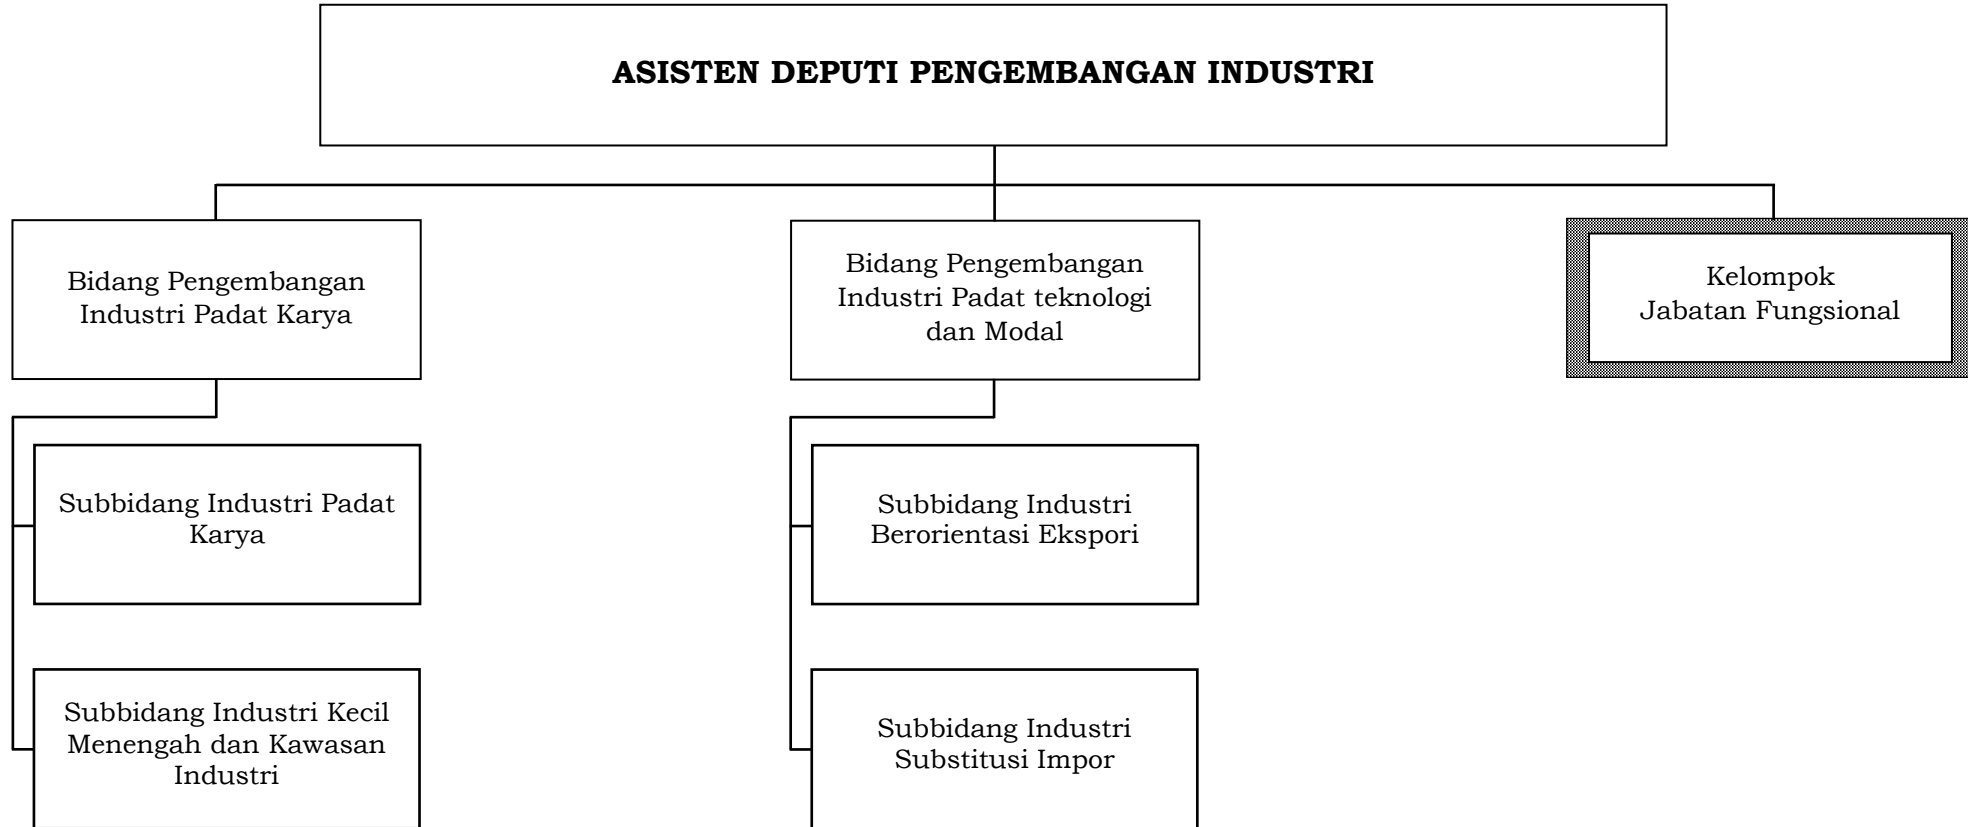 ASISTEN DEPUTI PENGEMBANGAN INDUSTRI
Bidang Pengembangan
Industri Padat Karya
Bidang Pengembangan
Industri Padat teknologi
dan Modal
Kelompok
Jabatan Fungsional
Subbidang Industri Padat
Karya
Subbidang Industri
Berorientasi Ekspori
Subbidang Industri Kecil
Menengah dan Kawasan
Industri
Subbidang Industri
Substitusi Impor